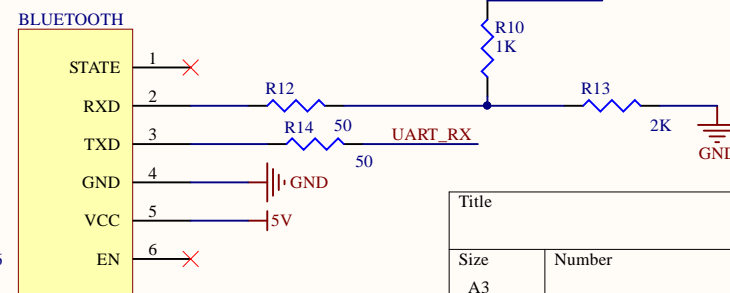 BLUETOOTH
R10
1K
STATE 1
RXD 2 R12 50 R13 2K
TXD 3 R14 50 UART_RX
GND
GND 4 GND
VCC 5 5V
EN 6
Title
Size Number
A3